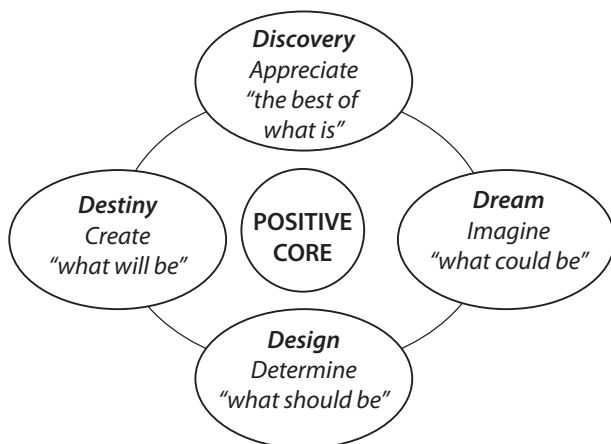 Discovery
Appreciate
“the best of
what is”
Destiny
Create
“what will be”
POSITIVE
CORE
Dream
Imagine
“what could be”
Design
Determine
“what should be”